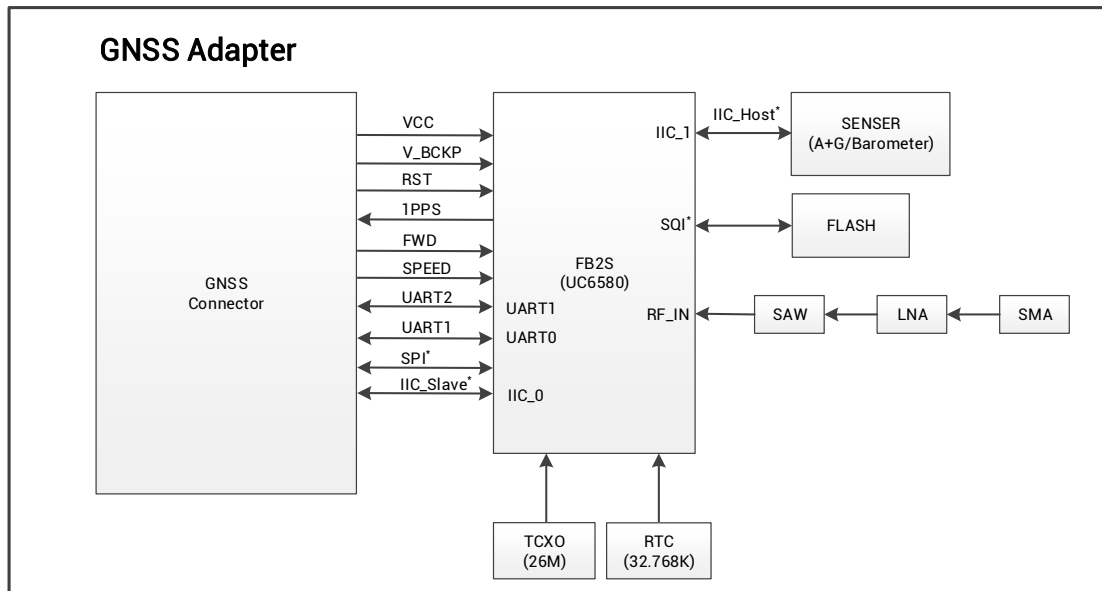 GNSS Adapter
GNSS
Connector
VCC
V_BCKP
RST
1PPS
FWD
SPEED
UART2
UART1
SPI*
IIC_Slave*
FB2S
(UC6580)
UART1
UART0
IIC_0
IIC_1
SQI*
RF_IN
IIC_Host*
SENSER
(A+G/Barometer)
FLASH
SAW
LNA
SMA
TCXO
(26M)
RTC
(32.768K)